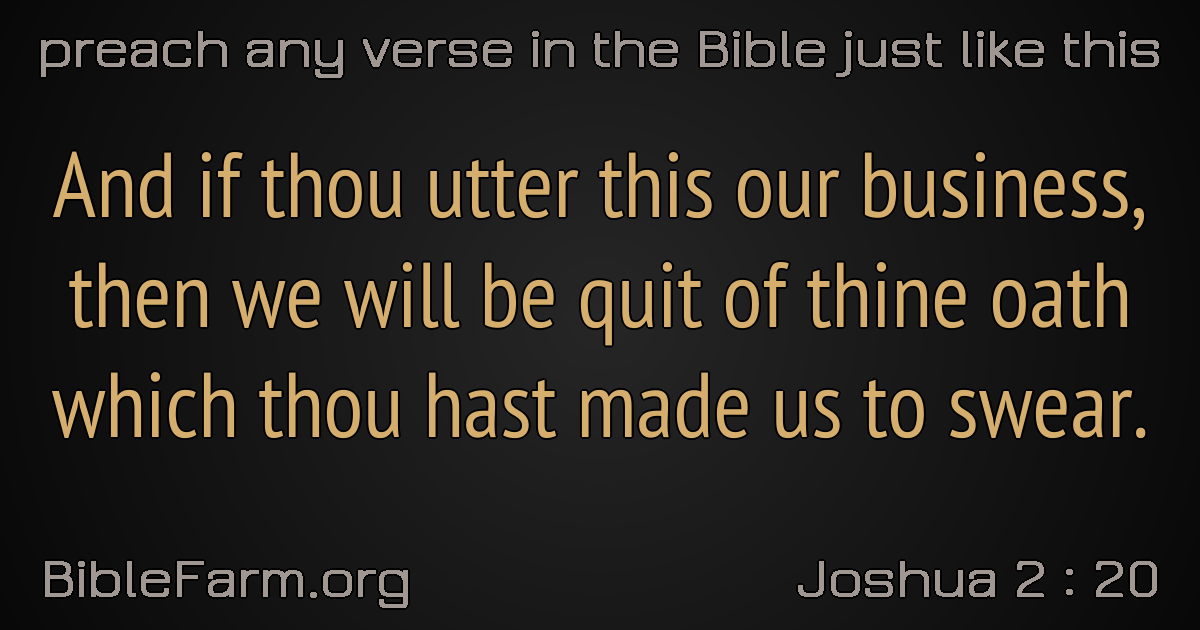 preach any verse in the Bible just like this
And if thou utter this our business,
then we will be quit of thine oath
which thou hast made us to swear.
BibleFarm.org
Joshua 2 : 20